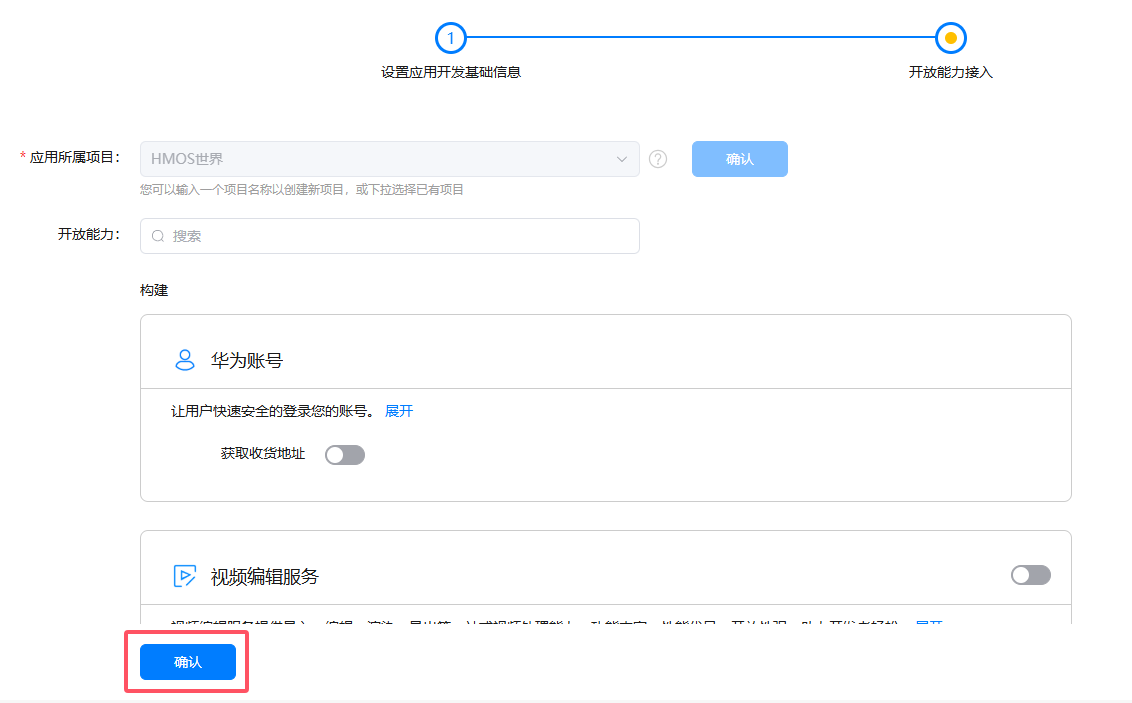 1
设置应用开发基础信息
开放能力接入
* 应用所属项目：
HMOS世界
?
确认
您可以输入一个项目名称以创建新项目，或下拉选择已有项目
开放能力：
搜索
构建
华为账号
让用户快速安全的登录您的账号。 展开
获取收货地址
视频编辑服务
确认